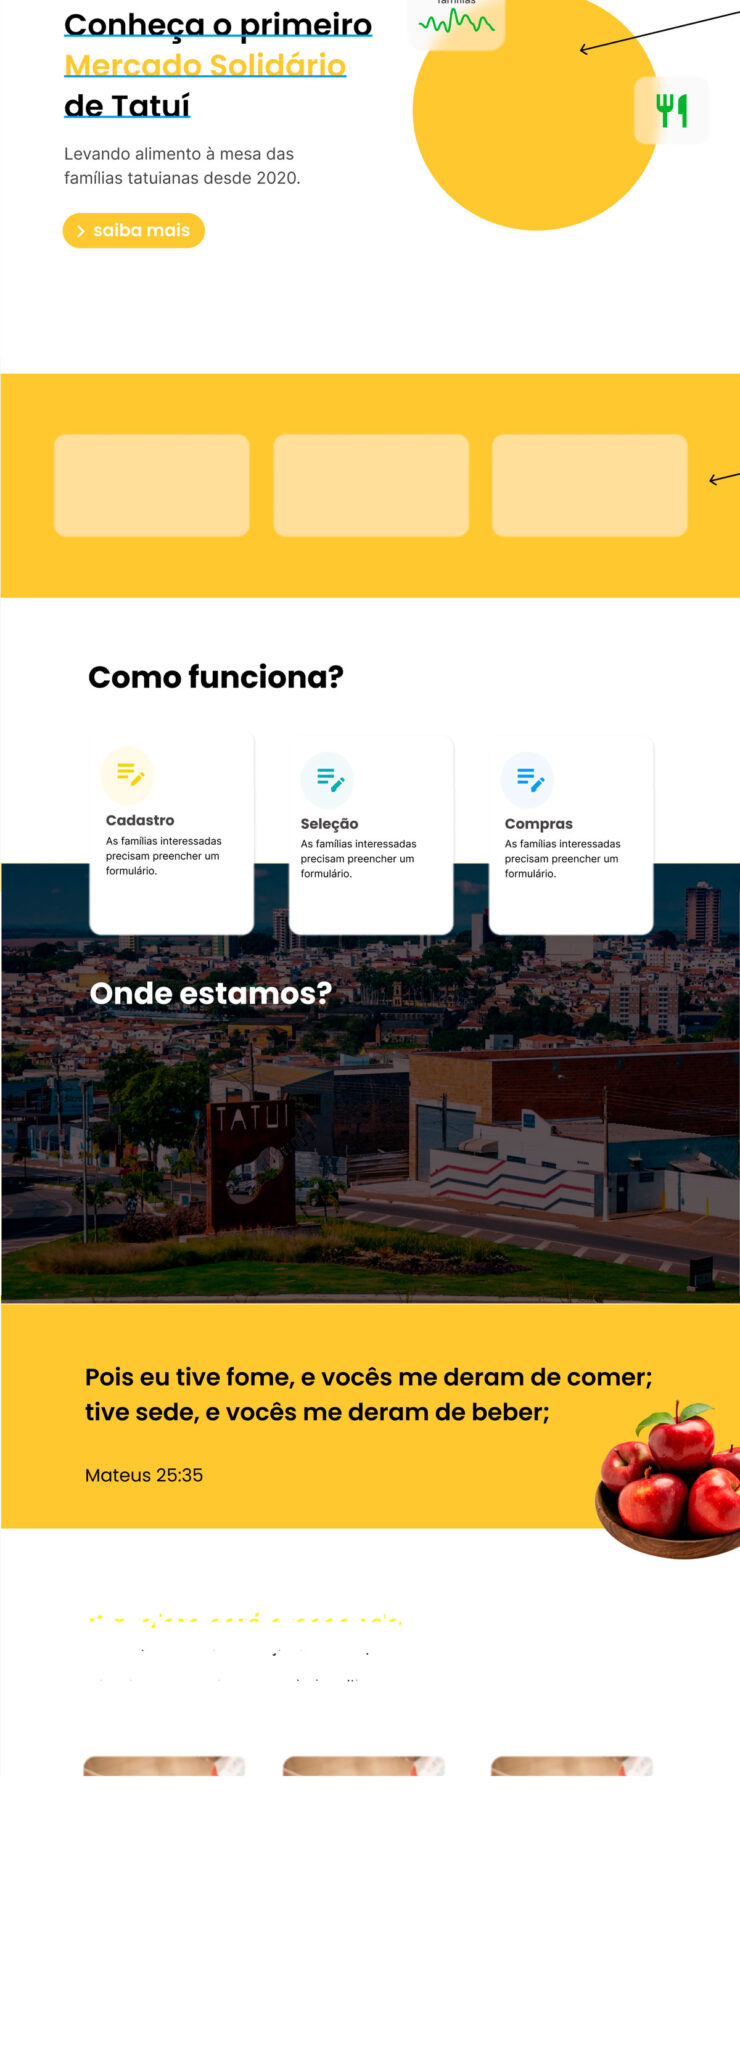 famílias
Conheça o primeiro
Mercado Solidário
de Tatuí
Levando alimento à mesa das
famílias tatuianas desde 2020.
saiba mais
Como funciona?
Cadastro
As famílias interessadas
precisam preencher um
formulário.
Seleção
As famílias interessadas
precisam preencher um
formulário.
Compras
As famílias interessadas
precisam preencher um
formulário.
Onde estamos?
TATUI
Pois eu tive fome, e vocês me deram de comer;
tive sede, e vocês me deram de beber;
Mateus 25:35